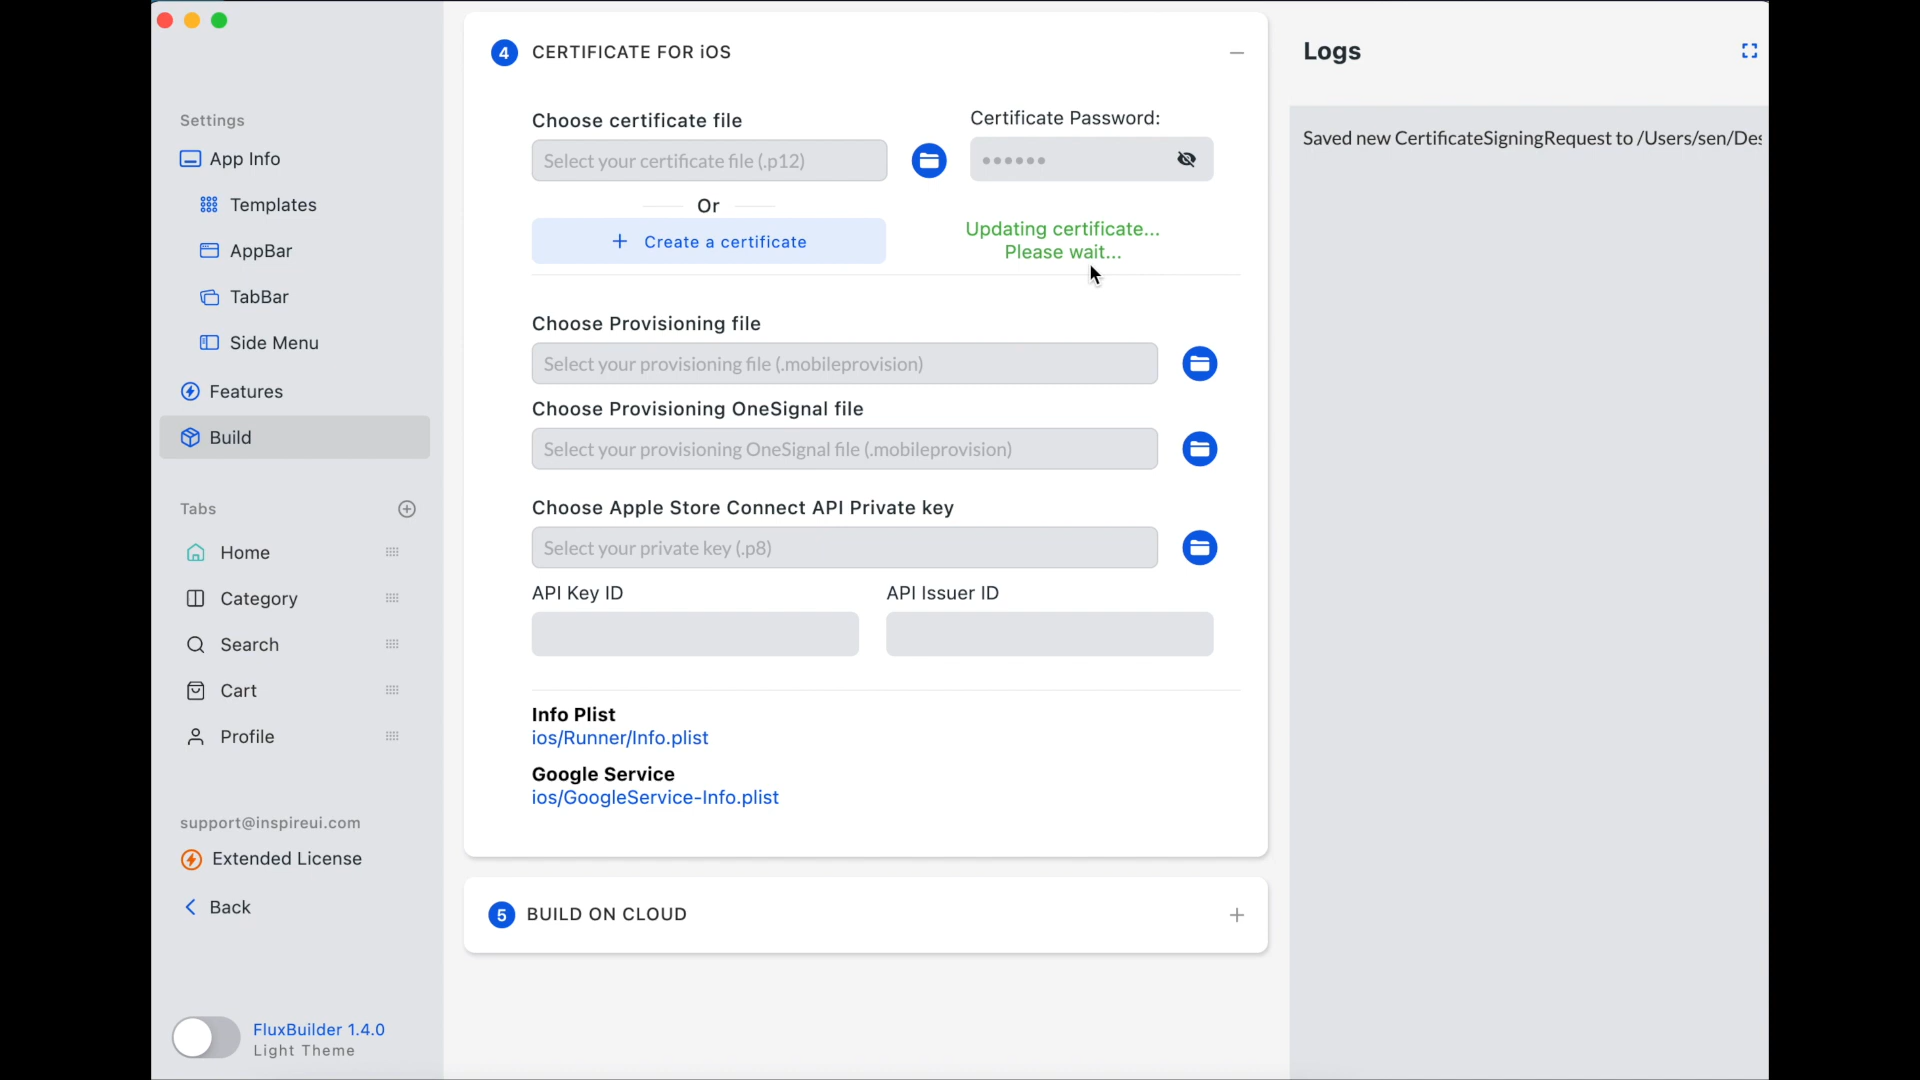 Settings
App Info
Templates
AppBar
TabBar
Side Menu
Features
Build
Tabs
Home
Category
Search
Cart
Profile
support@inspireui.com
Extended License
Back
FluxBuilder 1.4.0
Light Theme
4 CERTIFICATE FOR iOS
Choose certificate file
Certificate Password:
Select your certificate file (.p12)
••••••
Or
Create a certificate
Updating certificate...
Please wait...
Choose Provisioning file
Select your provisioning file (.mobileprovision)
Choose Provisioning OneSignal file
Select your provisioning OneSignal file (.mobileprovision)
Choose Apple Store Connect API Private key
Select your private key (.p8)
API Key ID
API Issuer ID
Info Plist
ios/Runner/Info.plist
Google Service
ios/GoogleService-Info.plist
5 BUILD ON CLOUD
Logs
Saved new CertificateSigningRequest to /Users/sen/Des